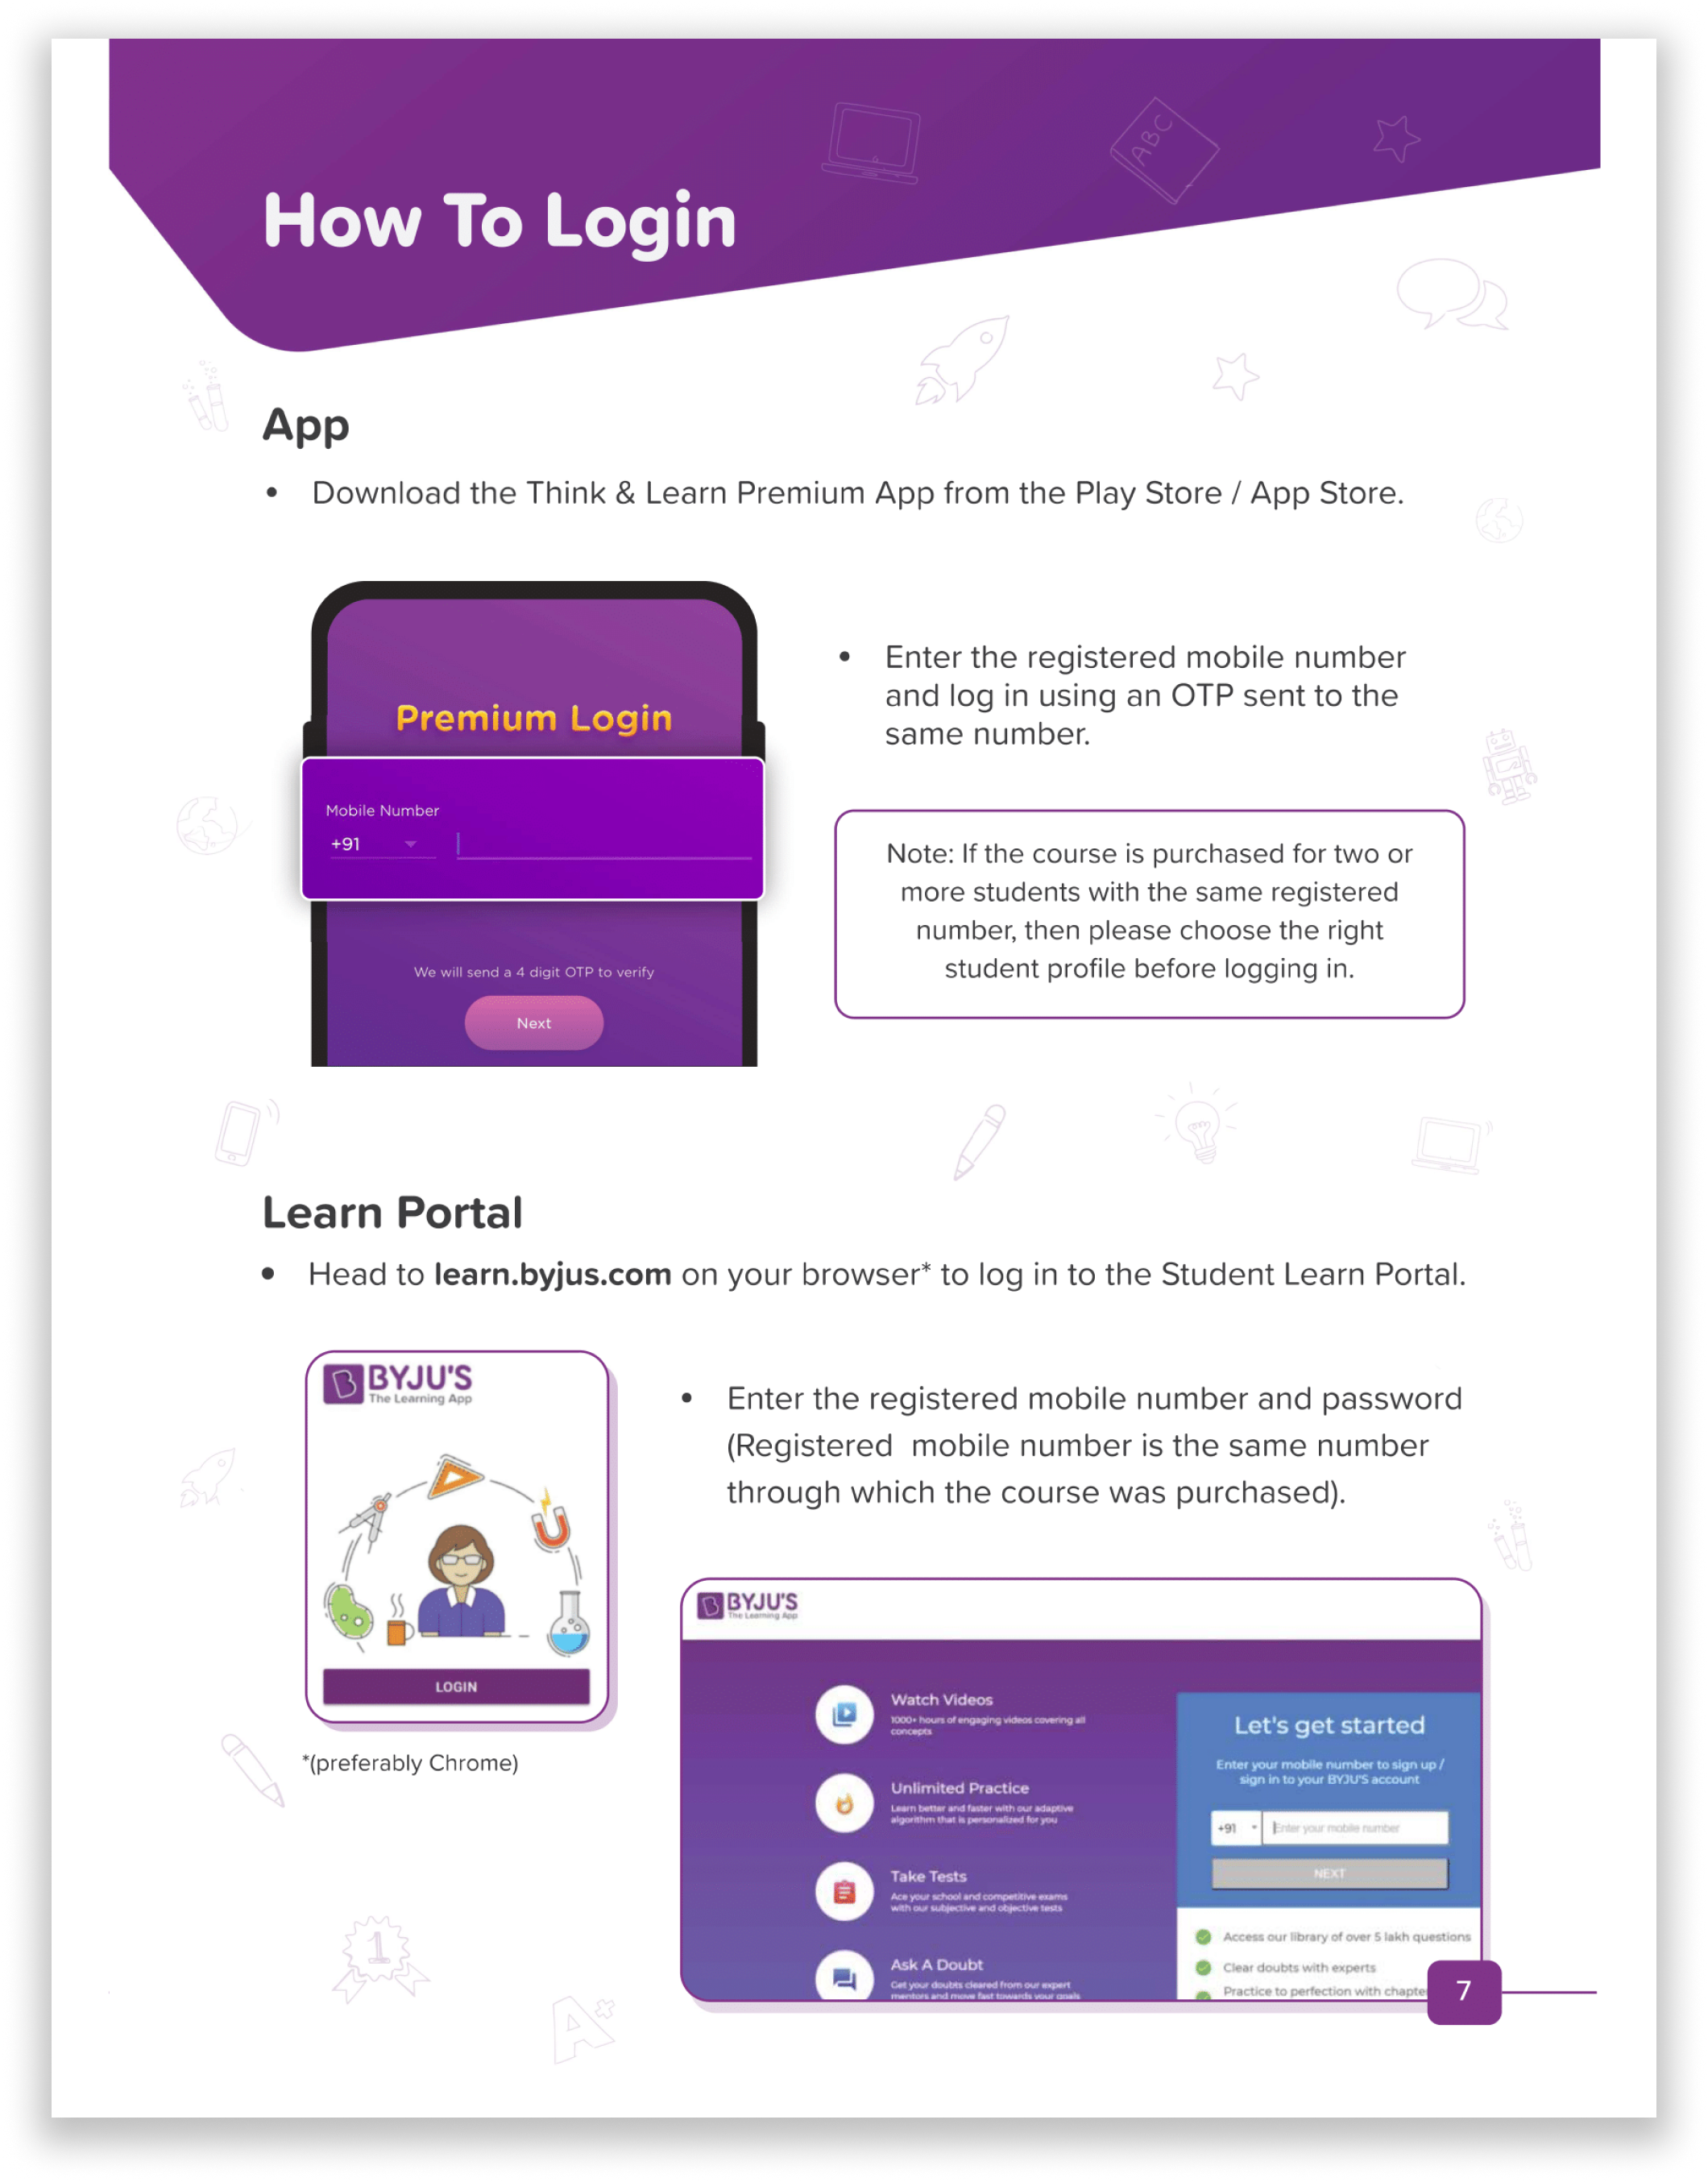 ABC
How To Login
App
• Download the Think & Learn Premium App from the Play Store / App Store.
Premium Login
Mobile Number
+91
We will send a 4 digit OTP to verify
Next
• Enter the registered mobile number
and log in using an OTP sent to the
same number.
Note: If the course is purchased for two or
more students with the same registered
number, then please choose the right
student profile before logging in.
Learn Portal
• Head to learn.byjus.com on your browser* to log in to the Student Learn Portal.
B BYJU'S
The Learning App
LOGIN
*(preferably Chrome)
• Enter the registered mobile number and password
(Registered  mobile number is the same number
through which the course was purchased).
B BYJU'S
The Learning App
Watch Videos
1000+ hours of engaging videos covering all
concepts
Unlimited Practice
Learn better and faster with our adaptive
algorithm that is personalized for you
Take Tests
Ace your school and competitive exams
with our subjective and objective tests
Ask A Doubt
Get your doubts cleared from our expert
mentors and move fast towards your goals
Let's get started
Enter your mobile number to sign up /
sign in to your BYJU'S account
+91 Enter your mobile number
NEXT
Access our library of over 5 lakh questions
Clear doubts with experts
Practice to perfection with chapte
1
A+
7